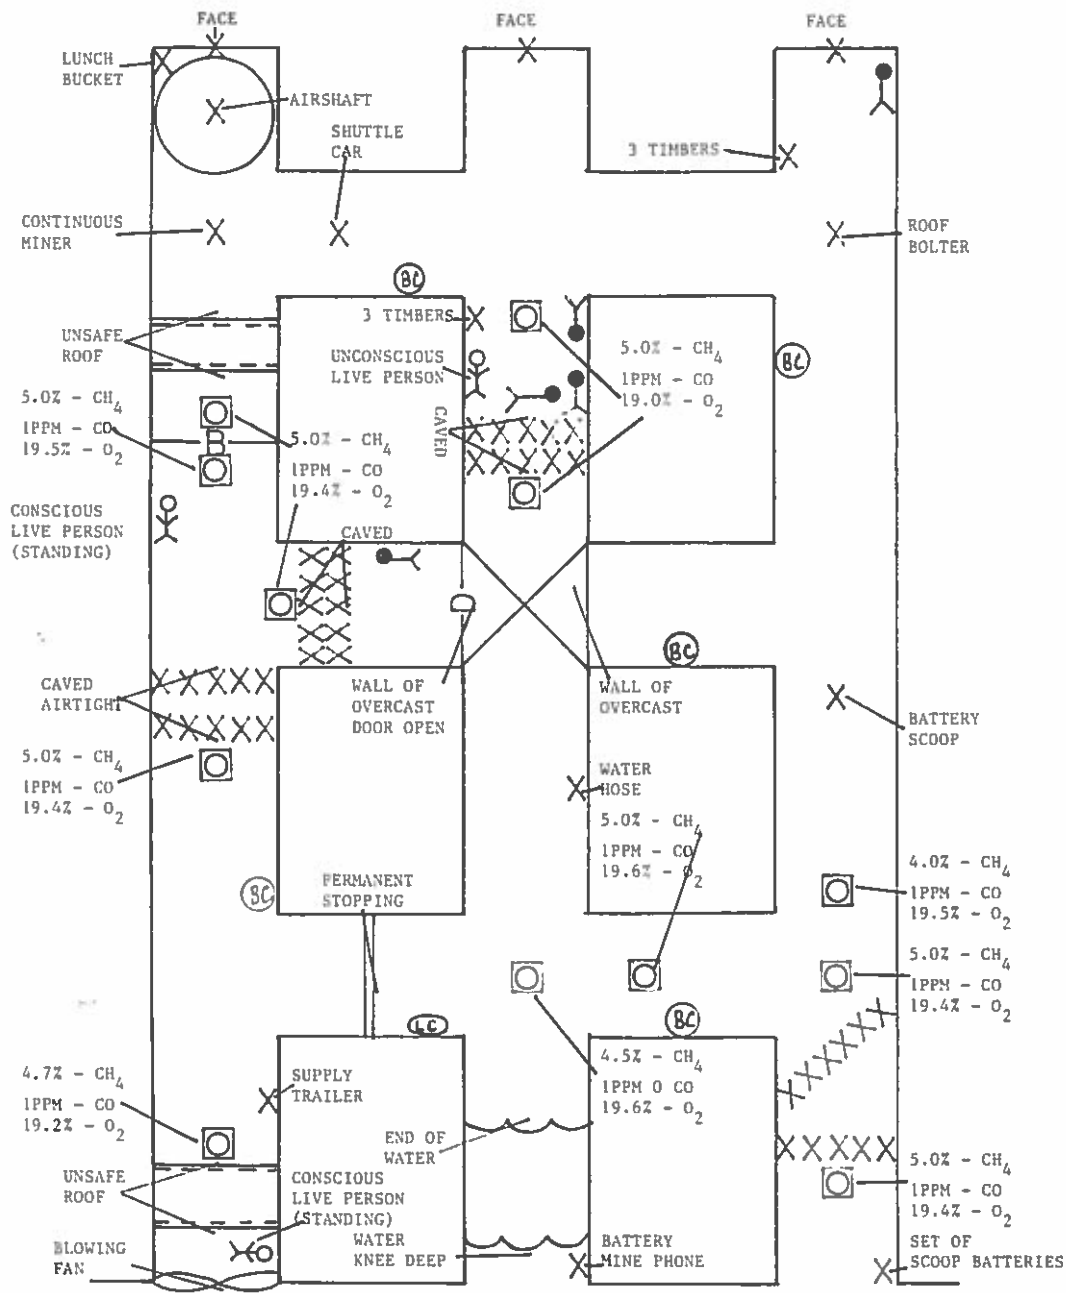 FACE
FACE
FACE
LUNCH
BUCKET
AIRSHAFT
SHUTTLE
CAR
3 TIMBERS
CONTINUOUS
MINER
ROOF
BOLTER
BC
3 TIMBERS
UNSAFE
ROOF
UNCONSCIOUS
LIVE PERSON
5.0% - CH4
1PPM - CO
19.0% - O2
BC
5.0% - CH4
1PPM - CO
19.5% - O2
B
5.0% - CH4
1PPM - CO
19.4% - O2
CAVED
CONSCIOUS
LIVE PERSON
(STANDING)
CAVED
D
BC
CAVED
AIRTIGHT
WALL OF
OVERCAST
DOOR OPEN
WALL OF
OVERCAST
BATTERY
SCOOP
5.0% - CH4
1PPM - CO
19.4% - O2
WATER
HOSE
5.0% - CH4
1PPM - CO
19.6% - O2
BC
PERMANENT
STOPPING
4.0% - CH4
1PPM - CO
19.5% - O2
5.0% - CH4
1PPM - CO
19.4% - O2
LC
BC
4.7% - CH4
1PPM - CO
19.2% - O2
SUPPLY
TRAILER
4.5% - CH4
1PPM O CO
19.6% - O2
END OF
WATER
UNSAFE
ROOF
CONSCIOUS
LIVE PERSON
(STANDING)
5.0% - CH4
1PPM - CO
19.4% - O2
BLOWING
FAN
WATER
KNEE DEEP
BATTERY
MINE PHONE
SET OF
SCOOP BATTERIES